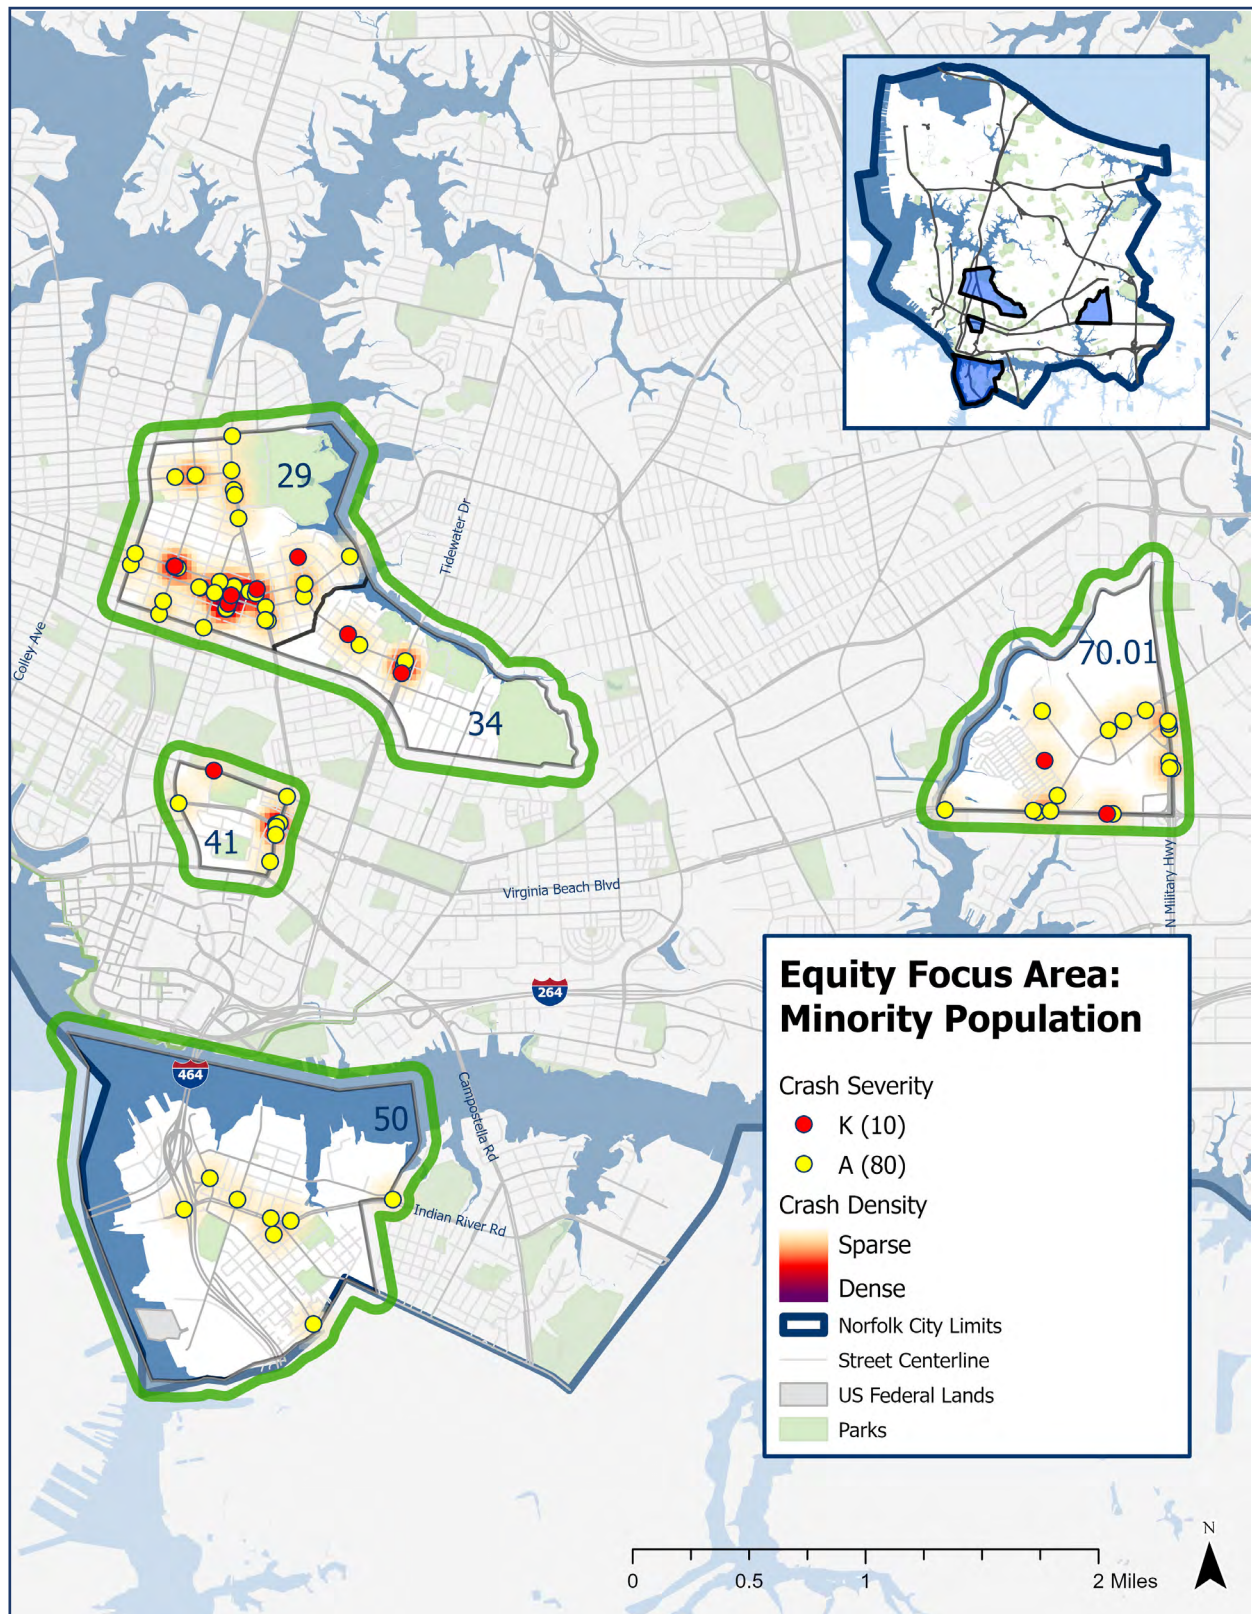 29
Tidewater Dr
Colley Ave
34
70.01
41
Virginia Beach Blvd
N Military Hwy
264
464
50
Campostella Rd
Indian River Rd
Equity Focus Area:
Minority Population
Crash Severity
K (10)
A (80)
Crash Density
Sparse
Dense
Norfolk City Limits
Street Centerline
US Federal Lands
Parks
N
0 0.5 1 2 Miles